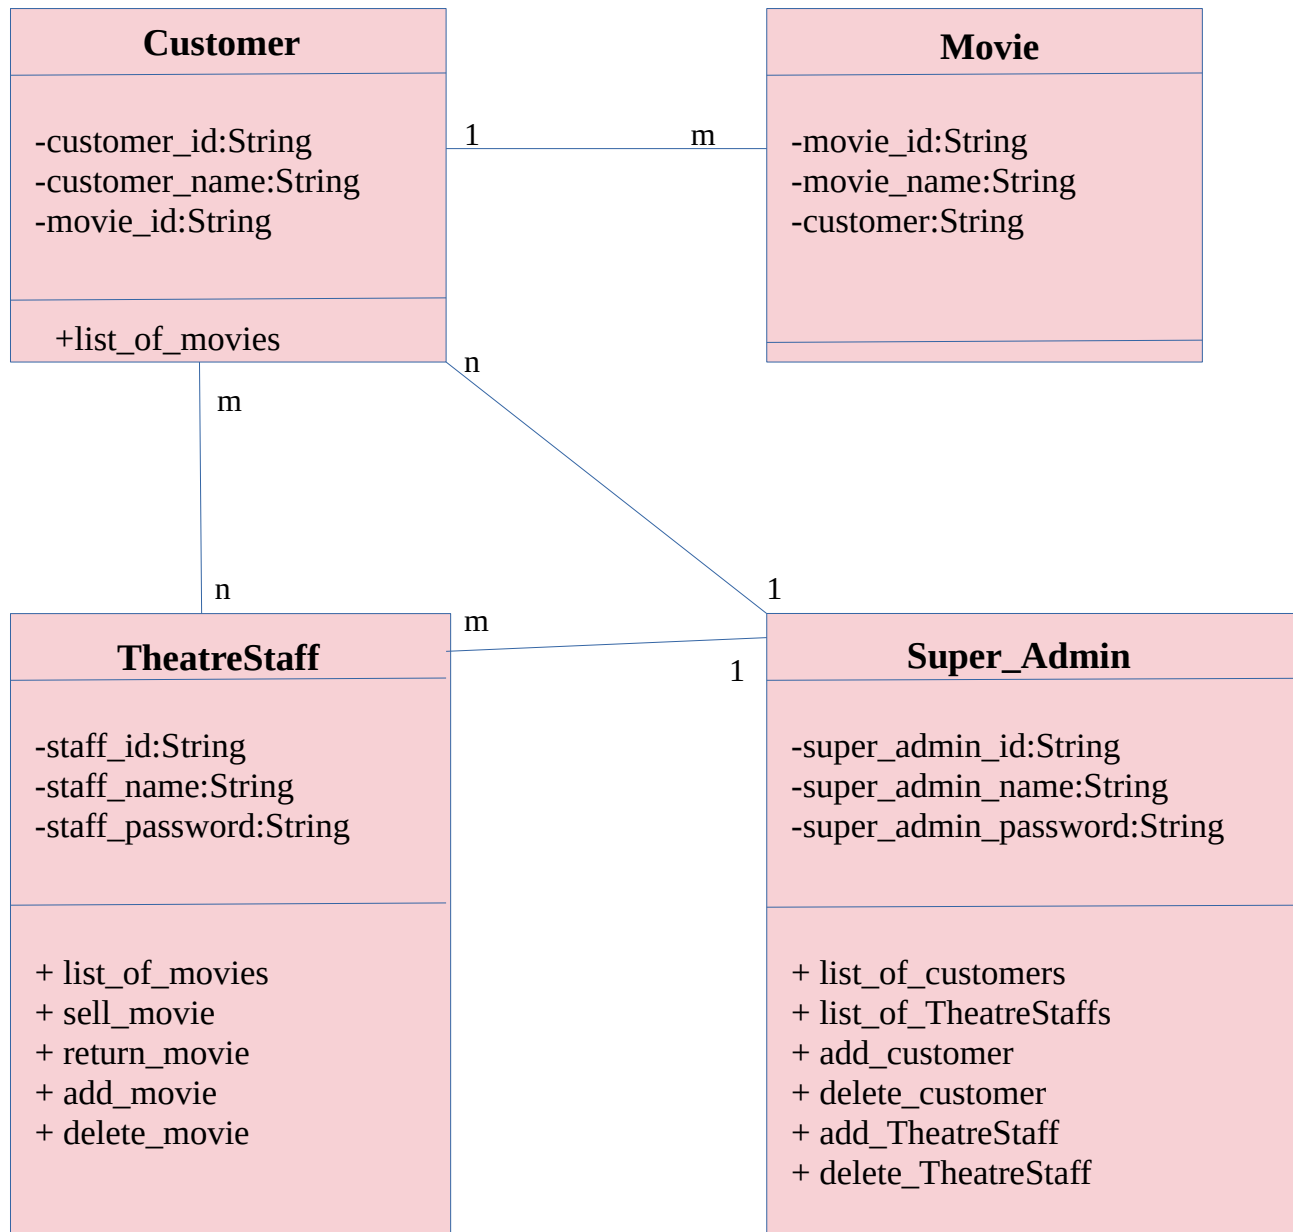 Customer
-customer_id:String
-customer_name:String
-movie_id:String
+list_of_movies
1
m
Movie
-movie_id:String
-movie_name:String
-customer:String
m
n
n
1
m
1
TheatreStaff
-staff_id:String
-staff_name:String
-staff_password:String
+ list_of_movies
+ sell_movie
+ return_movie
+ add_movie
+ delete_movie
Super_Admin
-super_admin_id:String
-super_admin_name:String
-super_admin_password:String
+ list_of_customers
+ list_of_TheatreStaffs
+ add_customer
+ delete_customer
+ add_TheatreStaff
+ delete_TheatreStaff